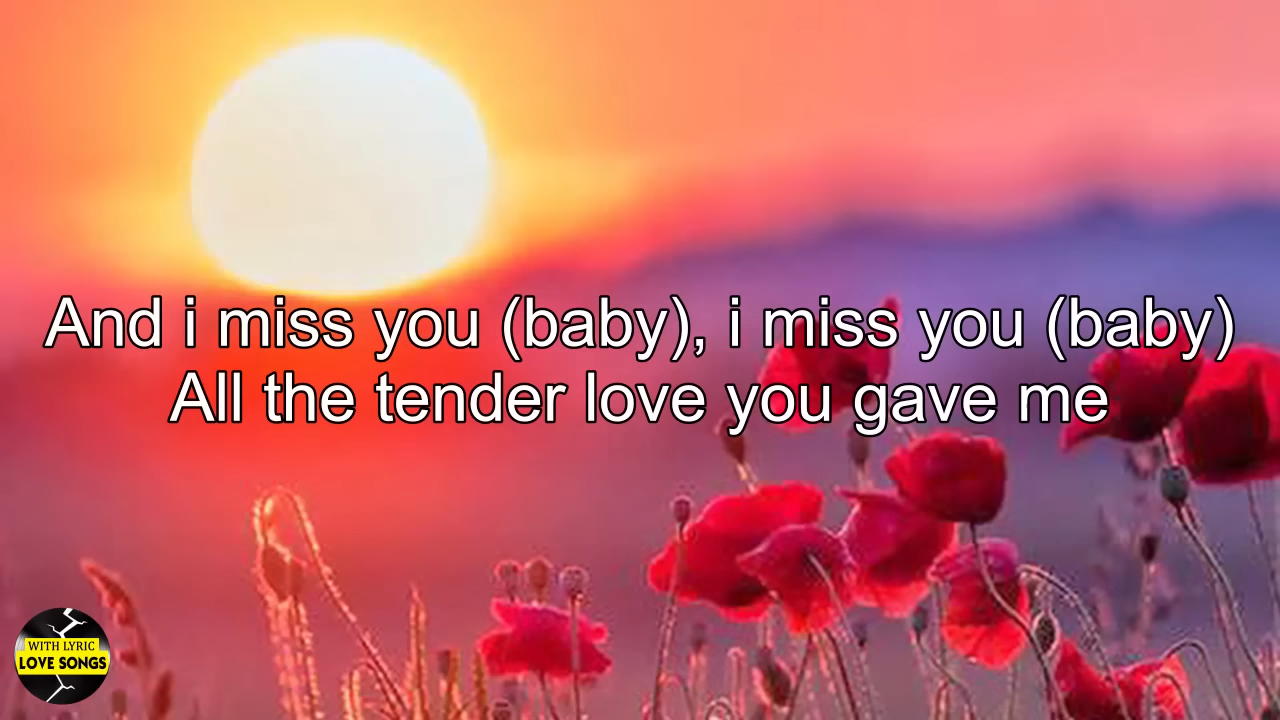 And i miss you (baby), i miss you (baby)
All the tender love you gave me
WITH LYRIC
LOVE SONGS